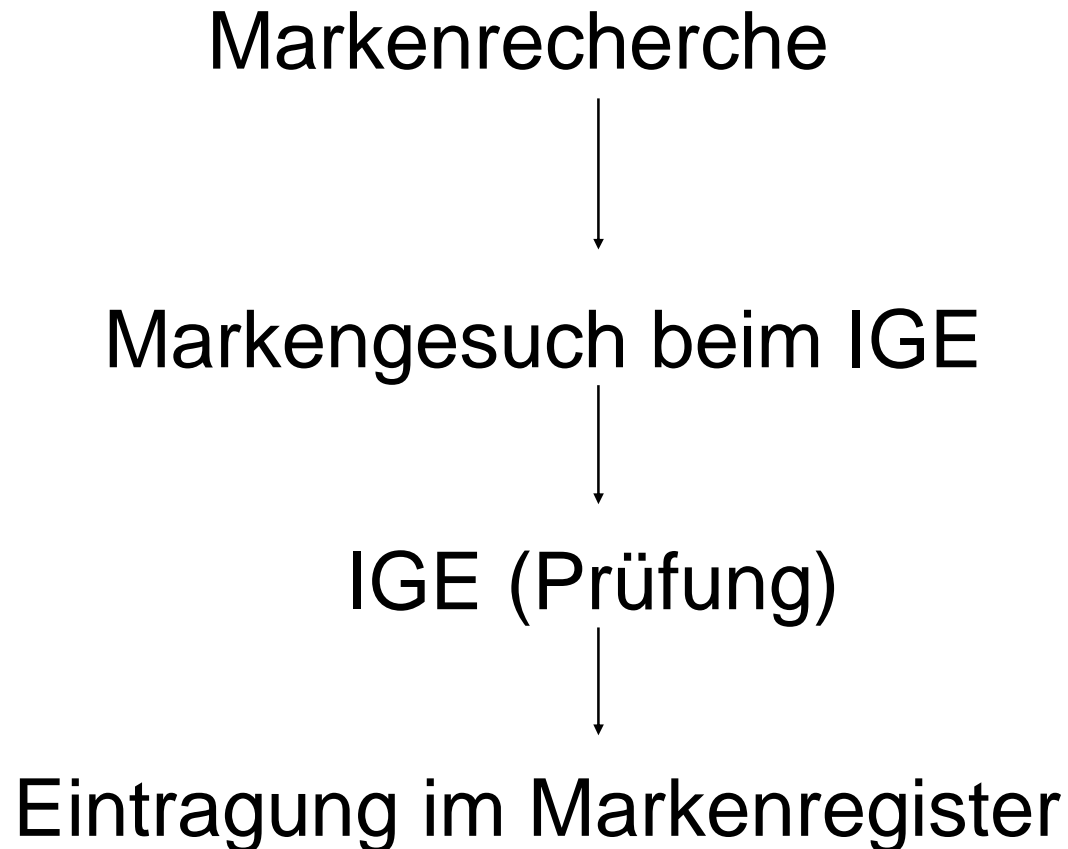 Markenrecherche
Markengesuch beim IGE
IGE (Prüfung)
Eintragung im Markenregister